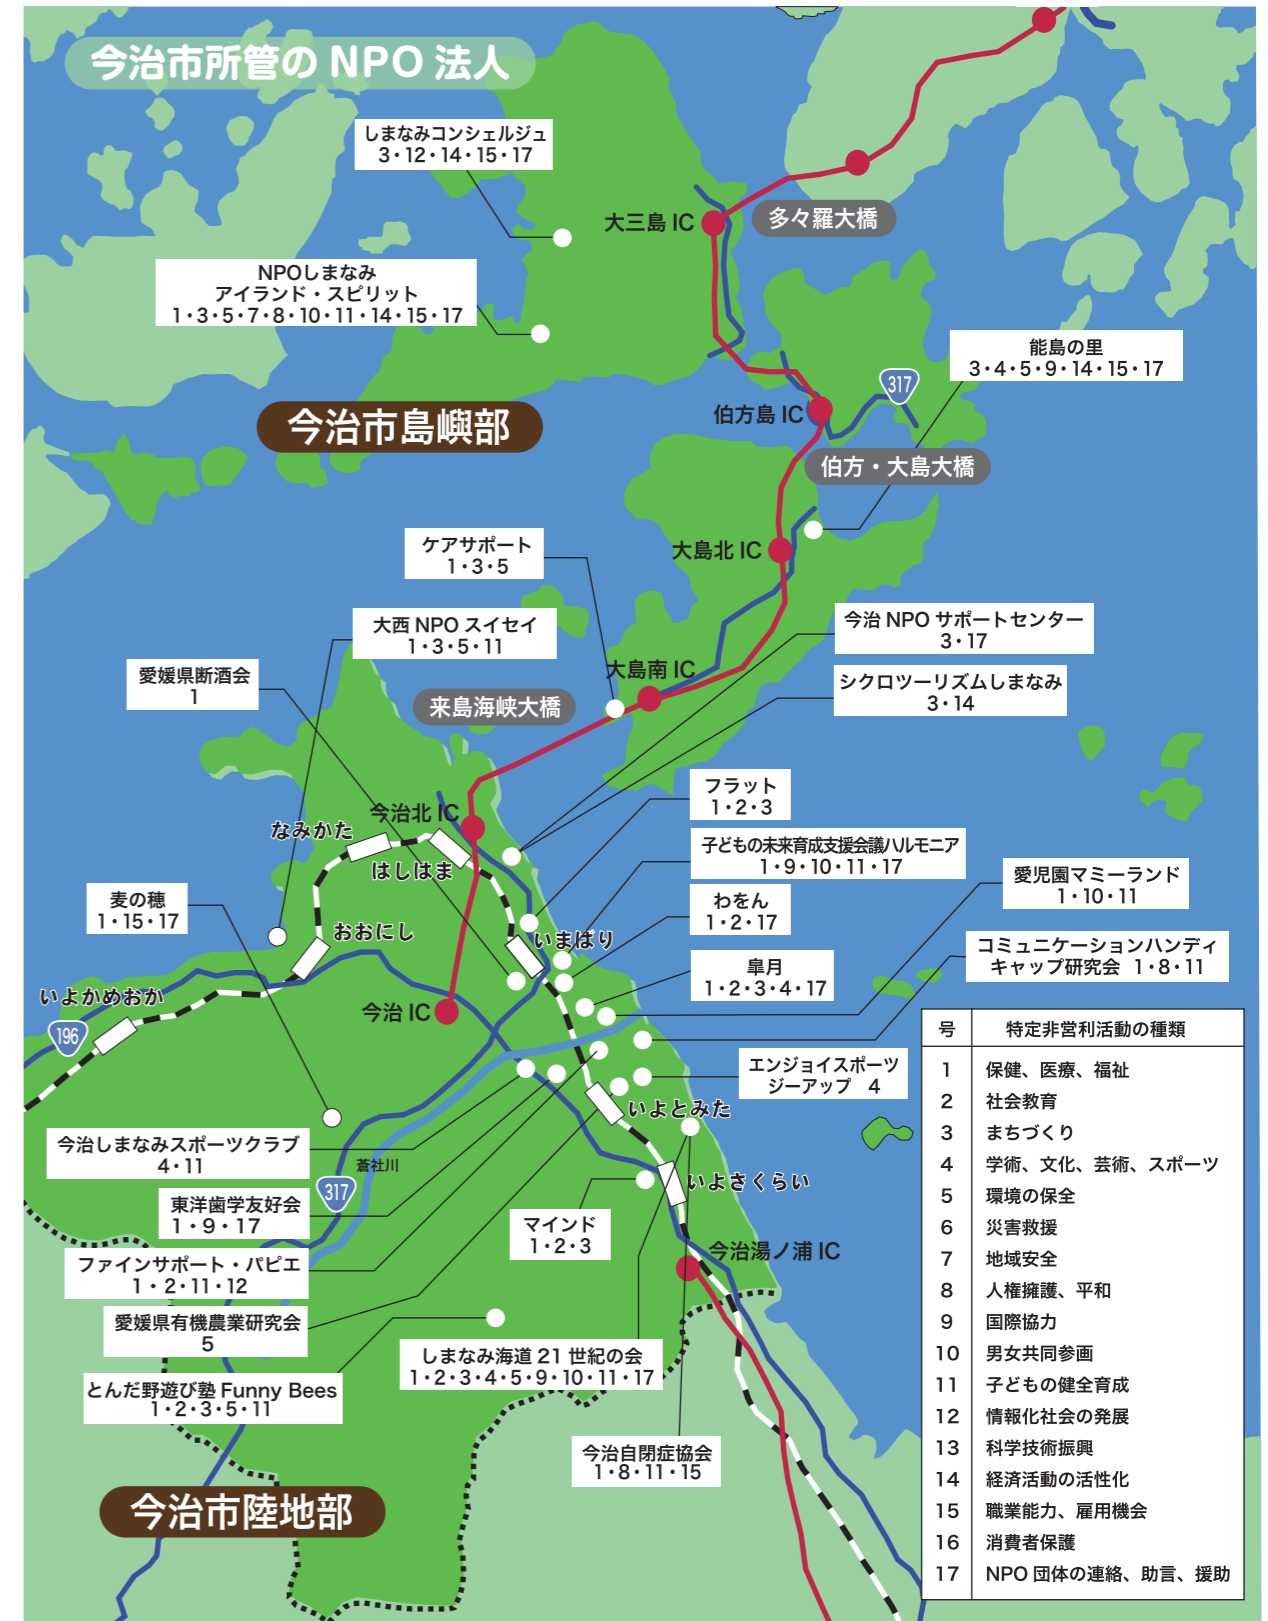 今治市所管の NPO 法人
しまなみコンシェルジュ
3・12・14・15・17
大三島 IC
多々羅大橋
NPOしまなみ
アイランド・スピリット
1・3・5・7・8・10・11・14・15・17
能島の里
3・4・5・9・14・15・17
317
伯方島 IC
今治市島嶼部
伯方・大島大橋
ケアサポート
1・3・5
大島北 IC
大西 NPO スイセイ
1・3・5・11
今治 NPO サポートセンター
3・17
愛媛県断酒会
1
大島南 IC
シクロツーリズムしまなみ
3・14
来島海峡大橋
フラット
1・2・3
今治北 IC
なみかた
はしはま
子どもの未来育成支援会議ハルモニア
1・9・10・11・17
愛児園マミーランド
1・10・11
麦の穂
1・15・17
わをん
1・2・17
おおにし
いまばり
コミュニケーションハンディ
キャップ研究会 1・8・11
皐月
1・2・3・4・17
いよかめおか
今治 IC
196
エンジョイスポーツ
ジーアップ 4
いよとみた
今治しまなみスポーツクラブ
4・11
蒼社川
317
いよさくらい
東洋歯学友好会
1・9・17
マインド
1・2・3
今治湯ノ浦 IC
ファインサポート・パピエ
1・2・11・12
愛媛県有機農業研究会
5
しまなみ海道 21 世紀の会
1・2・3・4・5・9・10・11・17
とんだ野遊び塾 Funny Bees
1・2・3・5・11
今治自閉症協会
1・8・11・15
今治市陸地部
号 特定非営利活動の種類
1 保健、医療、福祉
2 社会教育
3 まちづくり
4 学術、文化、芸術、スポーツ
5 環境の保全
6 災害救援
7 地域安全
8 人権擁護、平和
9 国際協力
10 男女共同参画
11 子どもの健全育成
12 情報化社会の発展
13 科学技術振興
14 経済活動の活性化
15 職業能力、雇用機会
16 消費者保護
17 NPO 団体の連絡、助言、援助